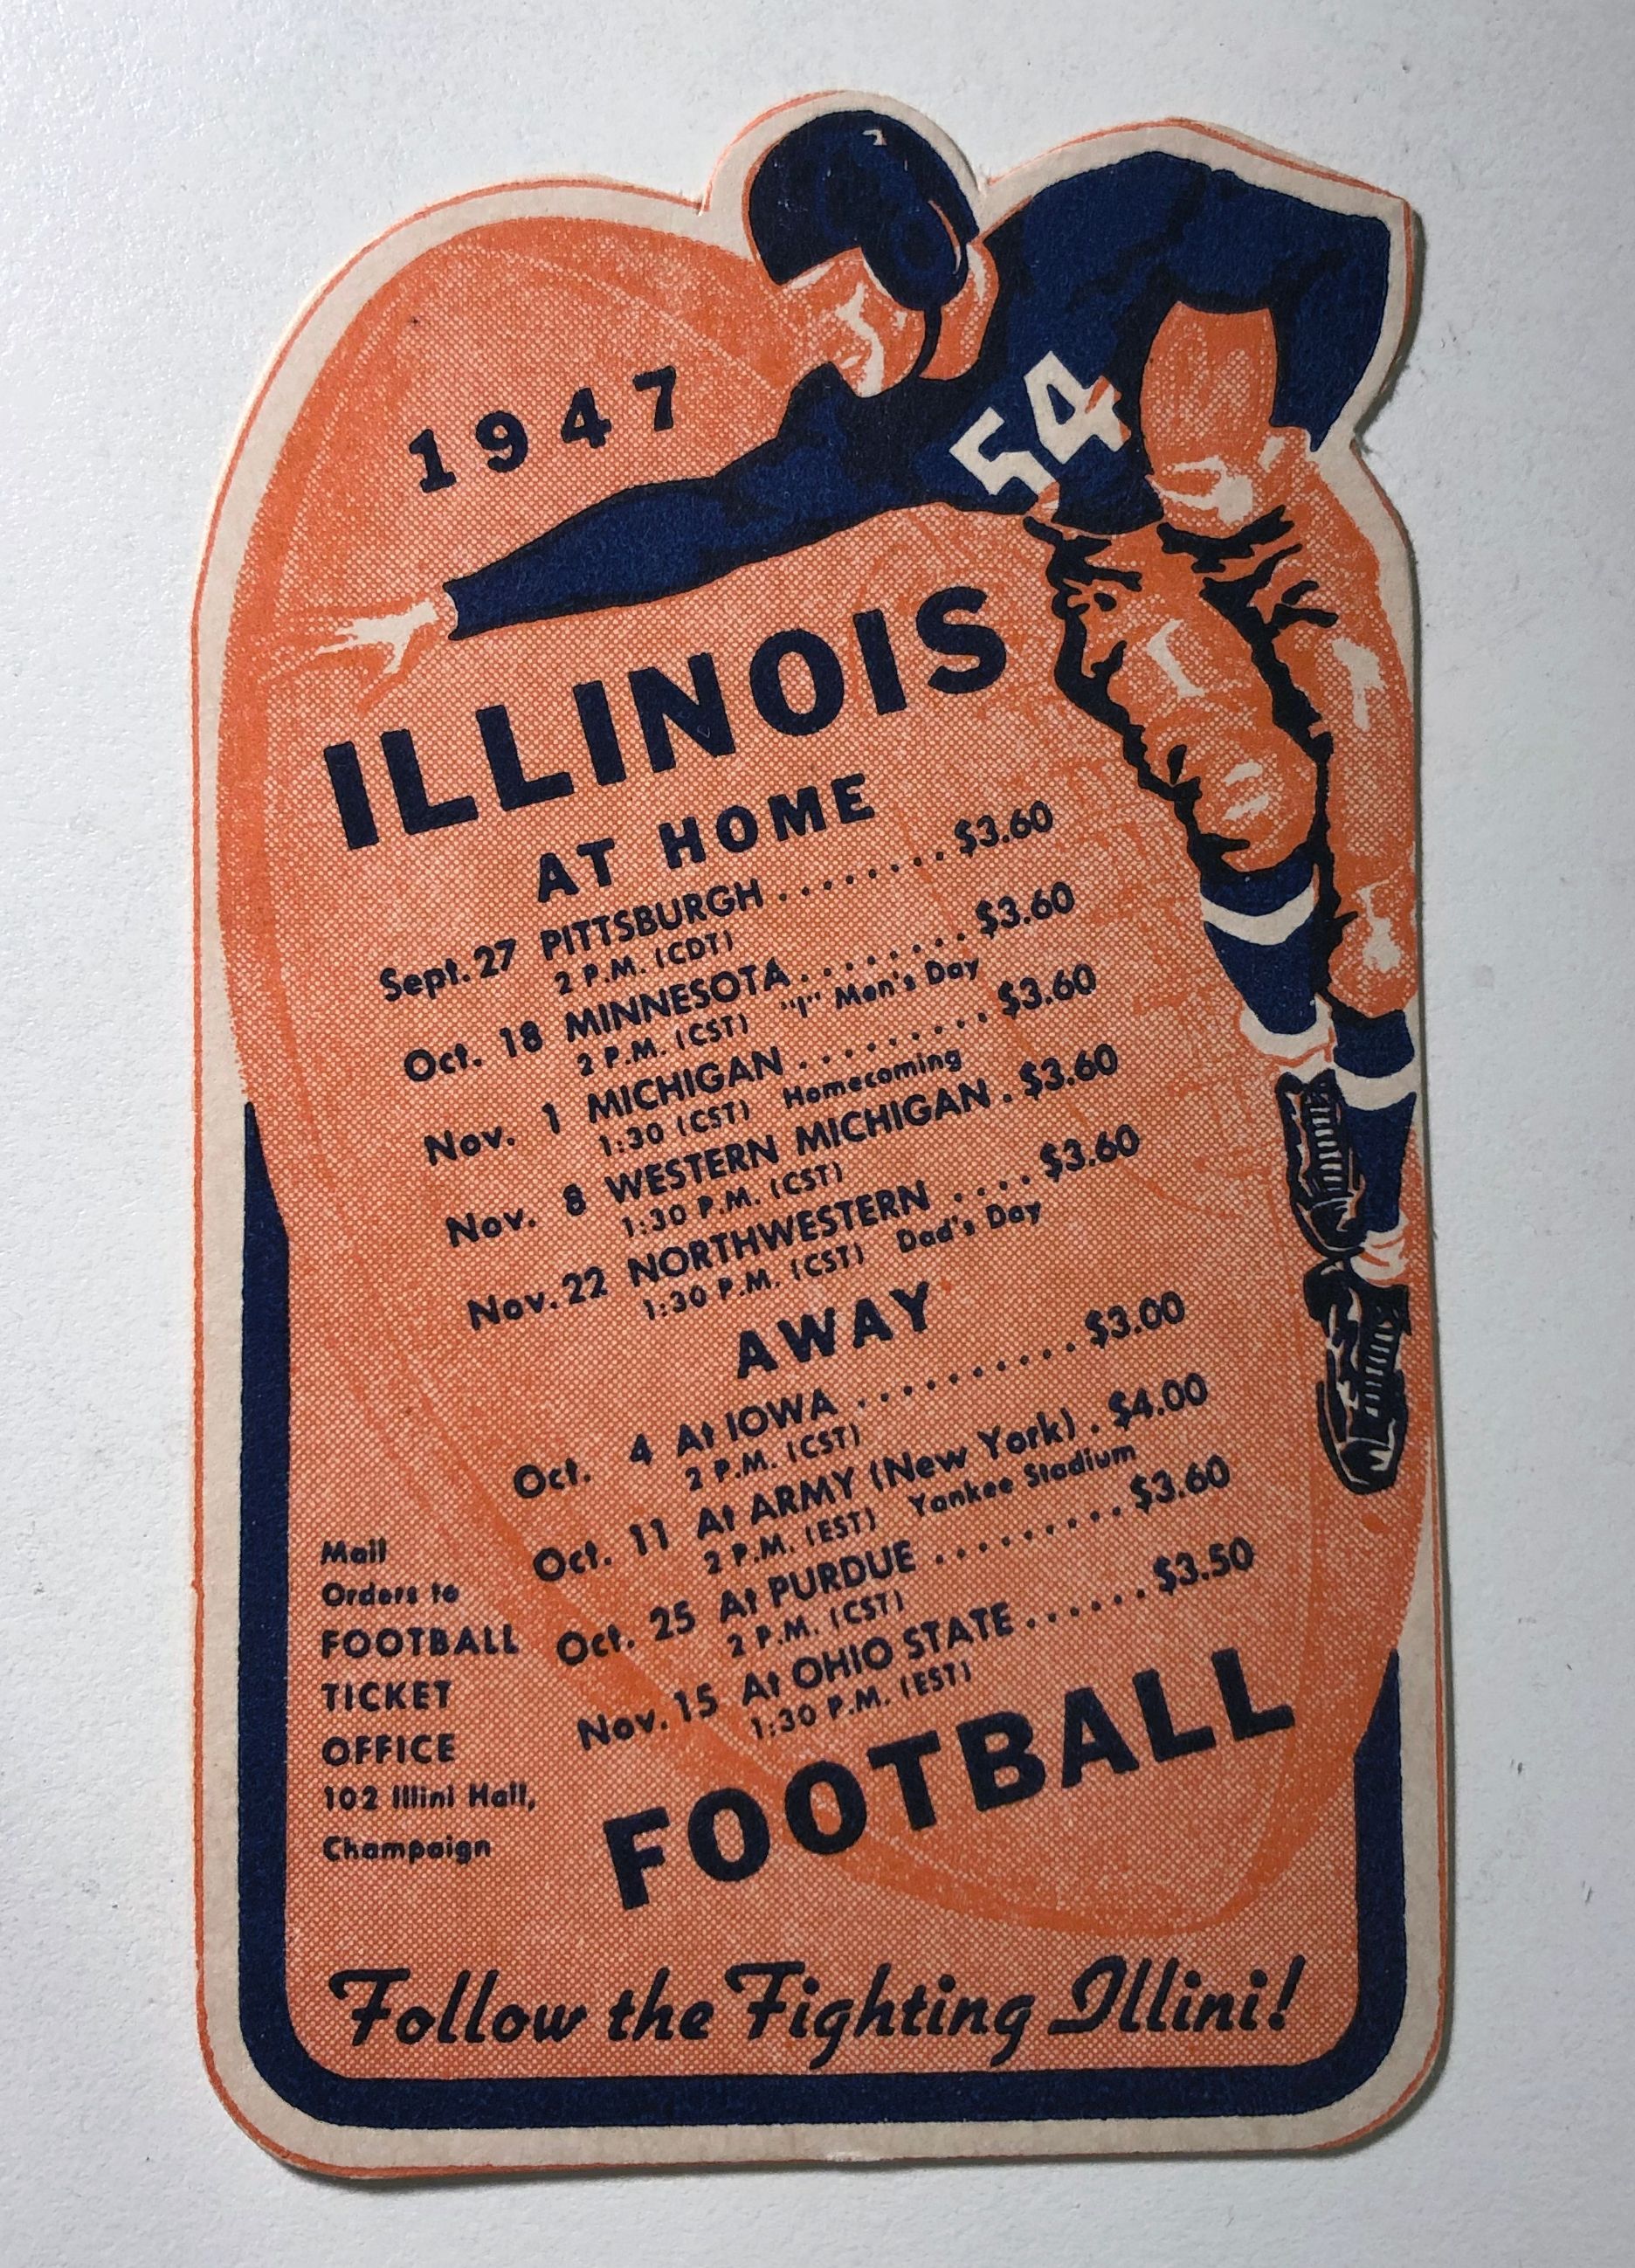 1947
54
ILLINOIS
AT HOME
Sept. 27 PITTSBURGH ........ $3.60
2 P.M. (CDT)
Oct. 18 MINNESOTA ........ $3.60
2 P.M. (CST) "I" Men's Day
Nov. 1 MICHIGAN ......... $3.60
1:30 (CST) Homecoming
Nov. 8 WESTERN MICHIGAN . $3.60
1:30 P.M. (CST)
Nov. 22 NORTHWESTERN .... $3.60
1:30 P.M. (CST) Dad's Day
AWAY
Oct. 4 At IOWA ........... $3.00
2 P.M. (CST)
Oct. 11 At ARMY (New York) . $4.00
2 P.M. (EST) Yankee Stadium
Oct. 25 At PURDUE ......... $3.60
2 P.M. (CST)
Nov. 15 At OHIO STATE ...... $3.50
1:30 P.M. (EST)
Mail
Orders to
FOOTBALL
TICKET
OFFICE
102 Illini Hall,
Champaign
FOOTBALL
Follow the Fighting Illini!